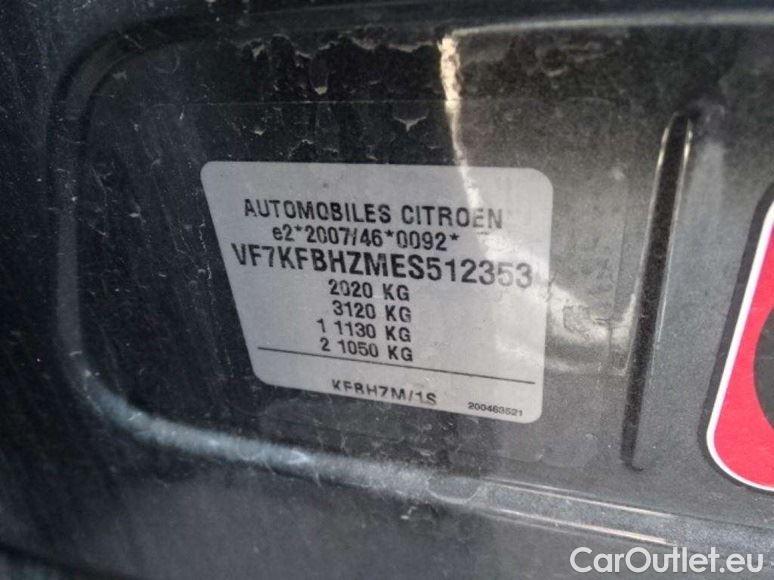 AUTOMOBILES CITROEN
e2*2007/46*0092*
VF7KFBHZMES512353
2020 KG
3120 KG
1 1130 KG
2 1050 KG
KFBHZM/1S
200463521
CarOutlet.eu